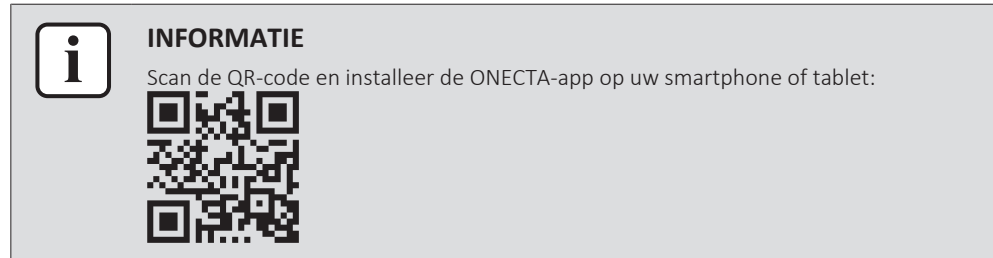 i
INFORMATIE
Scan de QR-code en installeer de ONECTA-app op uw smartphone of tablet: